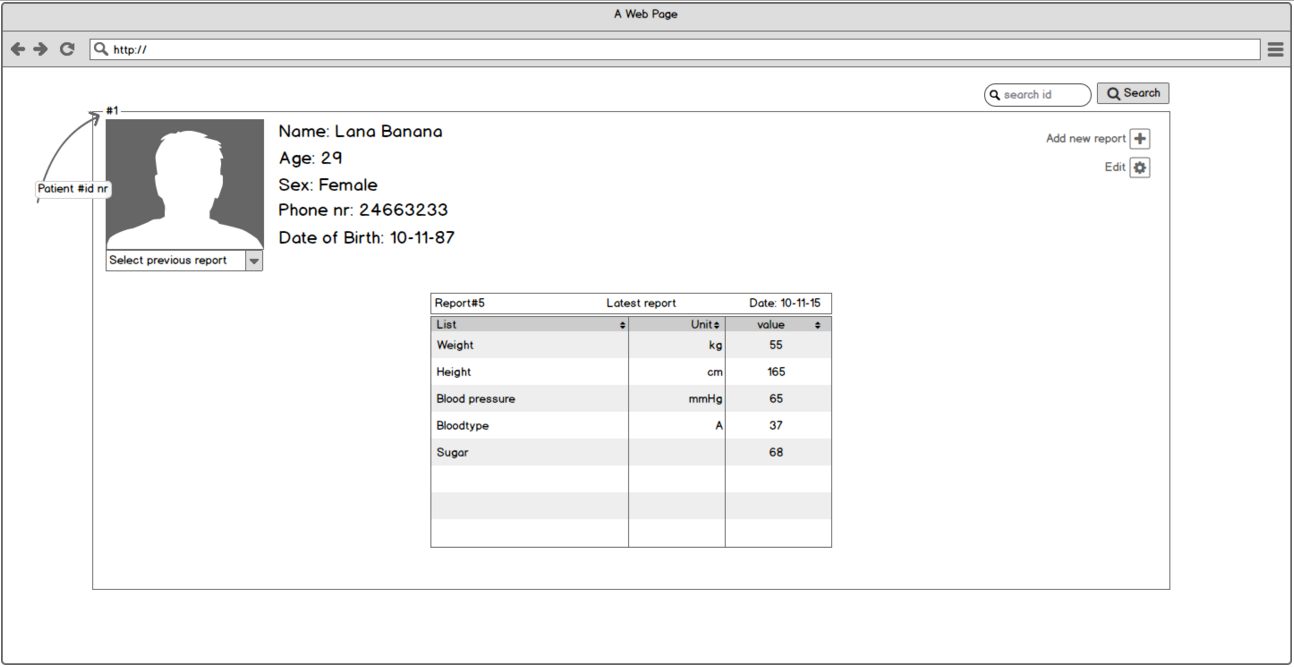 A Web Page
http://
search id
Search
#1
Patient #id nr
Name: Lana Banana
Age: 29
Sex: Female
Phone nr: 24663233
Date of Birth: 10-11-87
Add new report
Edit
Select previous report
Report#5 Latest report Date: 10-11-15
List Unit value
Weight kg 55
Height cm 165
Blood pressure mmHg 65
Bloodtype A 37
Sugar 68